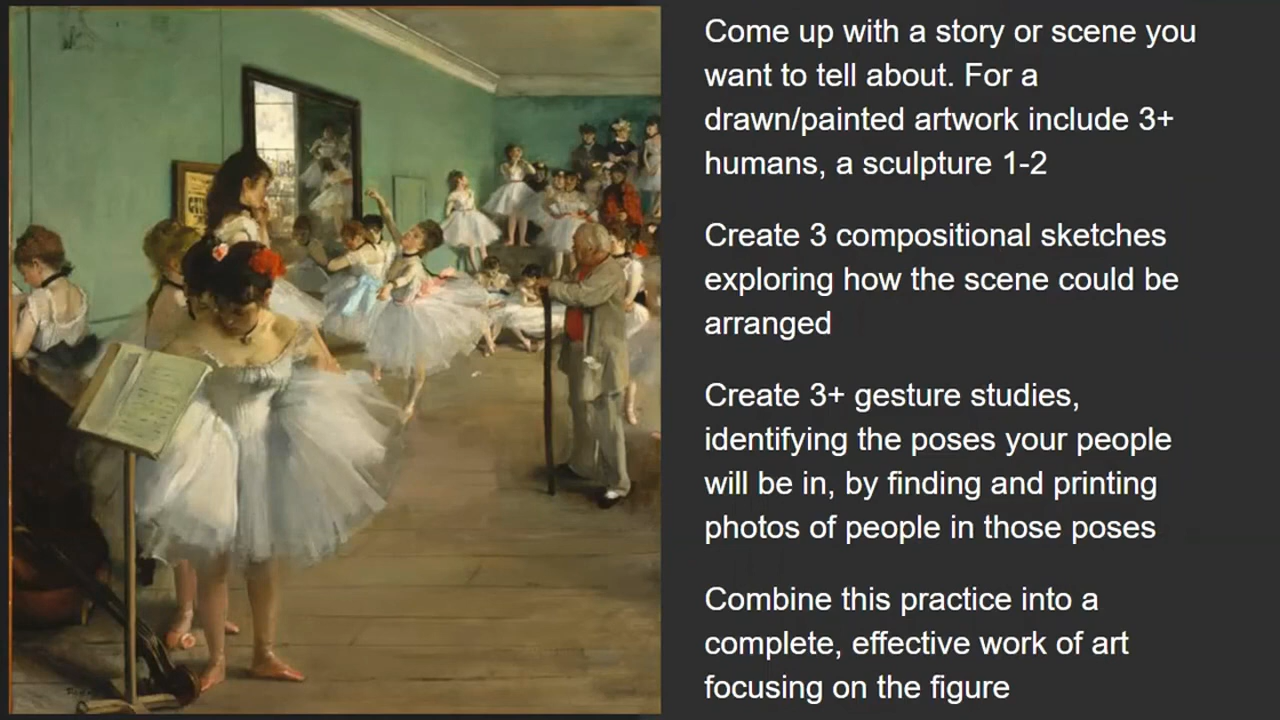 Come up with a story or scene you
want to tell about. For a
drawn/painted artwork include 3+
humans, a sculpture 1-2
Create 3 compositional sketches
exploring how the scene could be
arranged
Create 3+ gesture studies,
identifying the poses your people
will be in, by finding and printing
photos of people in those poses
Combine this practice into a
complete, effective work of art
focusing on the figure